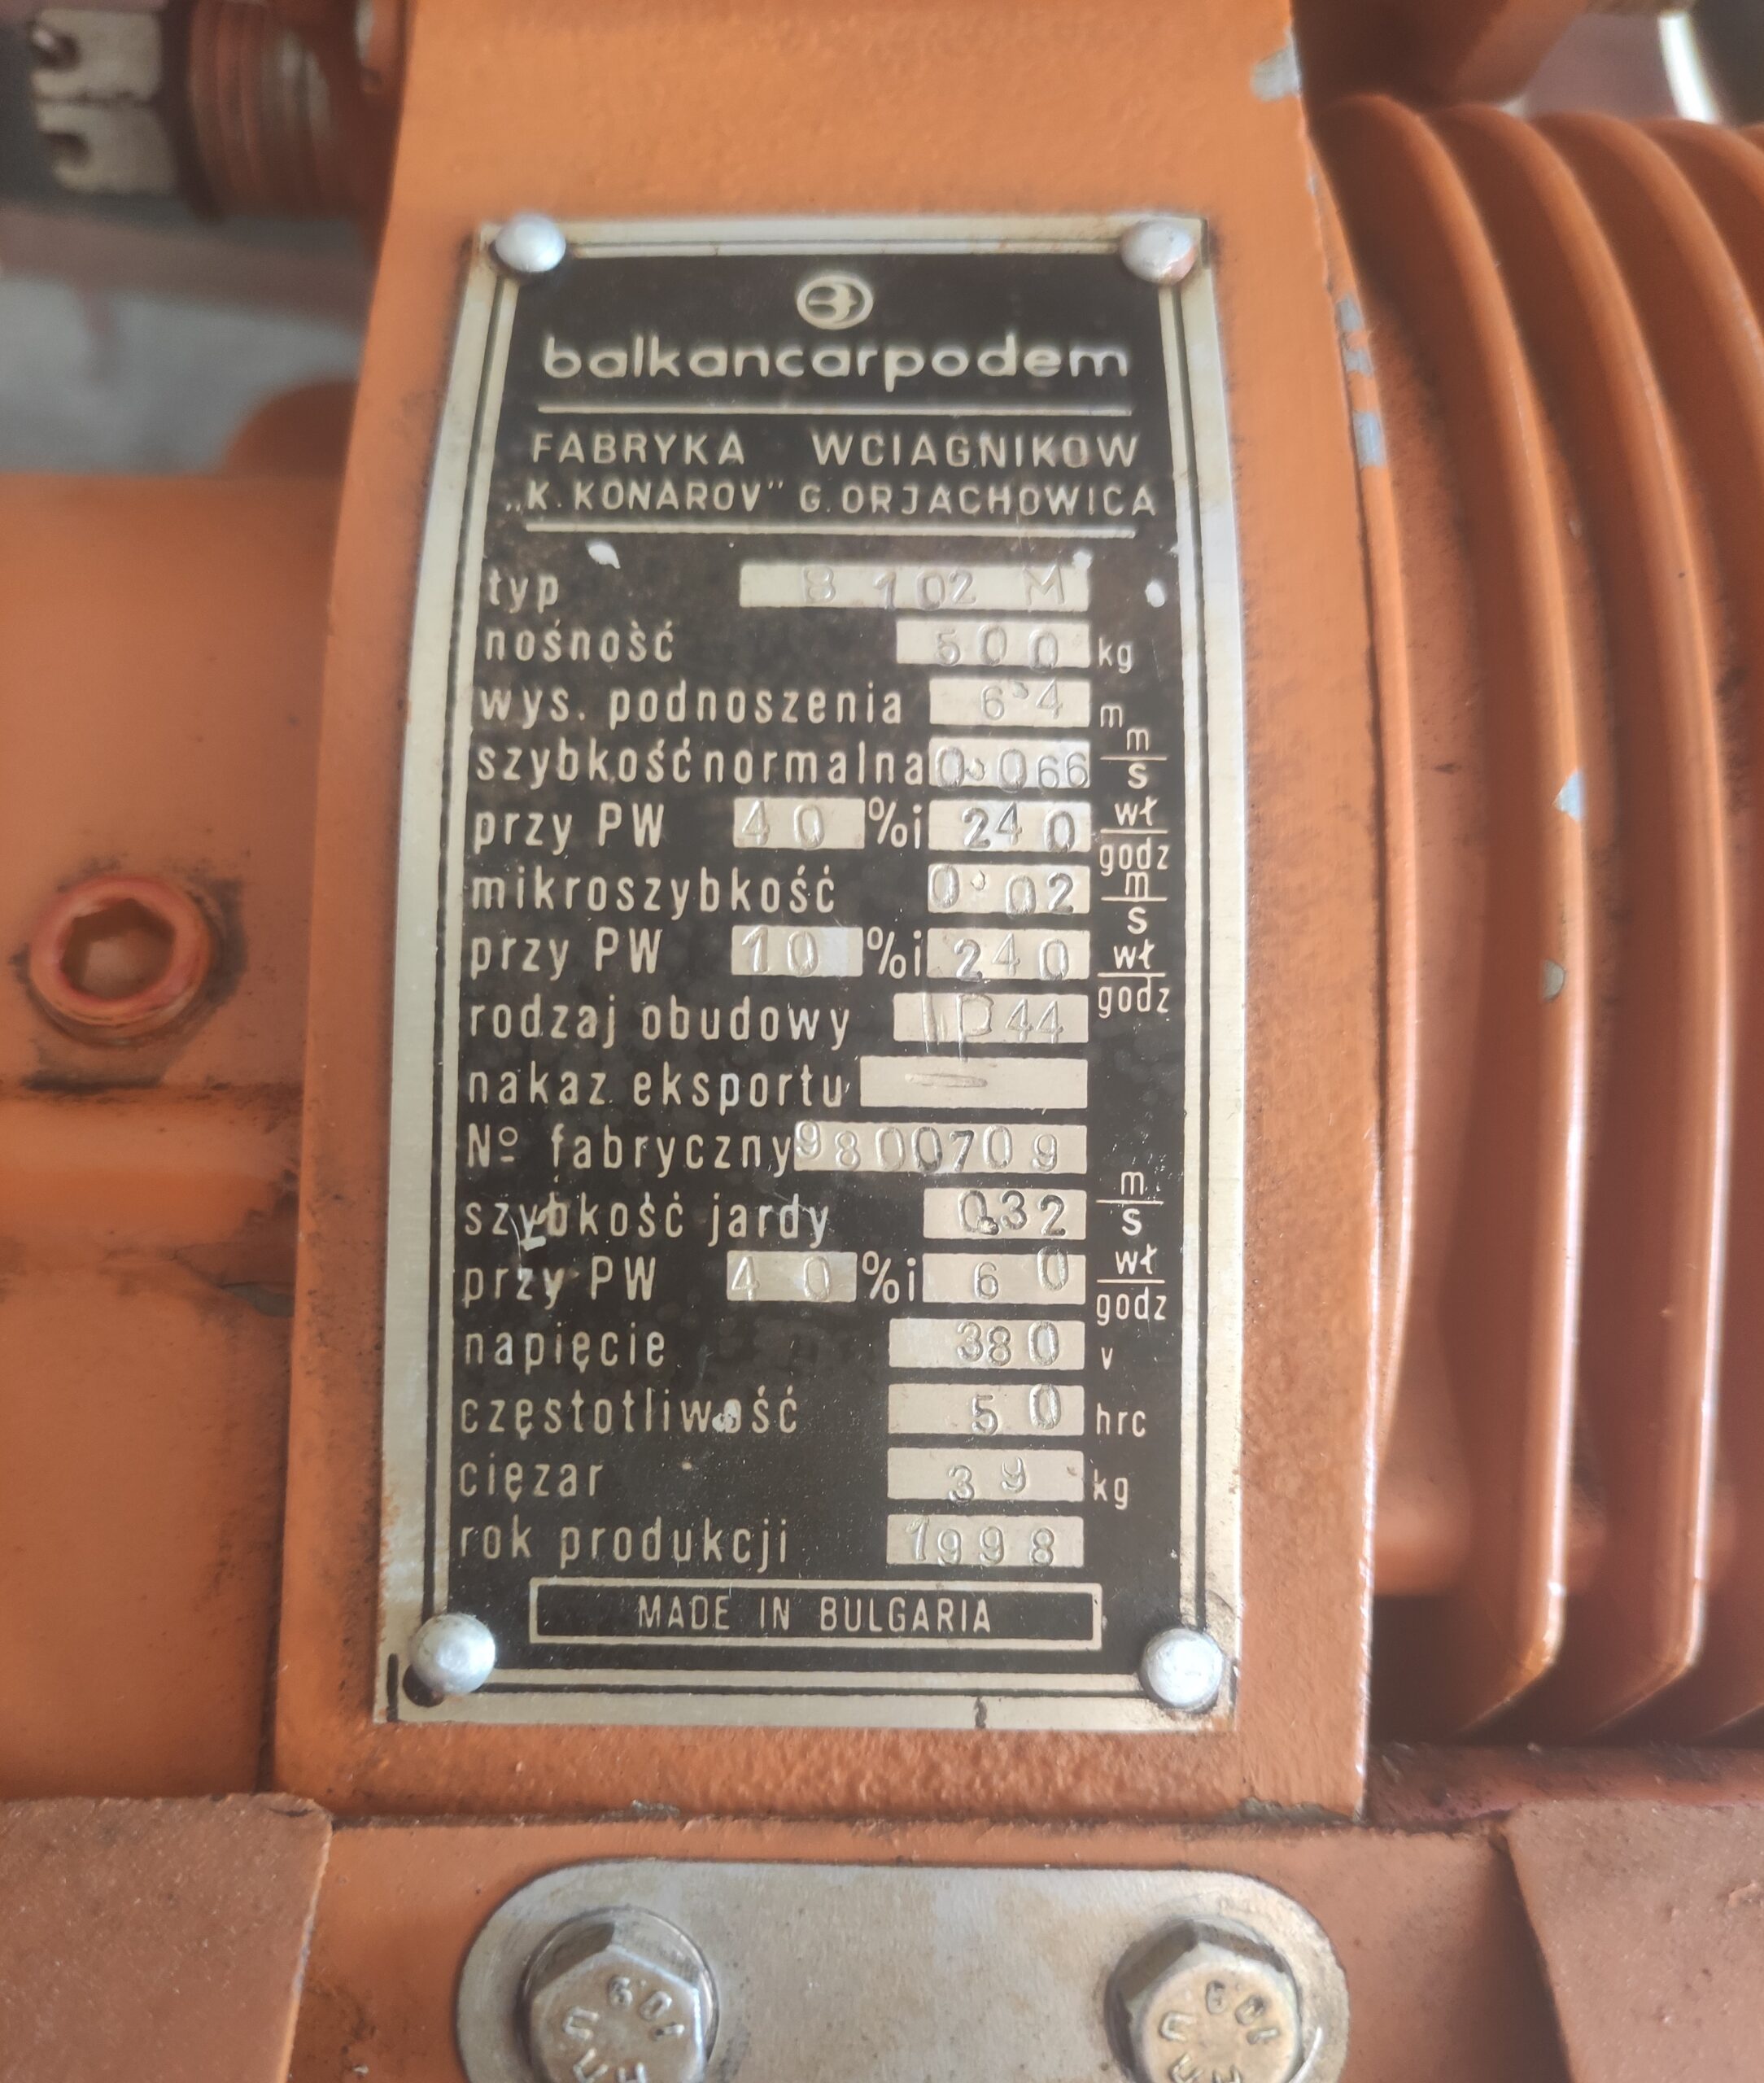 balkancarpodem
FABRYKA WCIAGNIKOW
„K. KONAROV" G. ORJACHOWICA
typ B 102 M
nośność 500 kg
wys. podnoszenia 6,4 m
szybkość normalna 0,066 m/s
przy PW 40 % i 240 wł/godz
mikroszybkość 0,02 m/s
przy PW 10 % i 240 wł/godz
rodzaj obudowy IP 44
nakaz eksportu —
Nº fabryczny 9800709
szybkość jardy 0,32 m/s
przy PW 40 % i 60 wł/godz
napięcie 380 v
częstotliwość 50 hrc
cięzar 39 kg
rok produkcji 1998
MADE IN BULGARIA